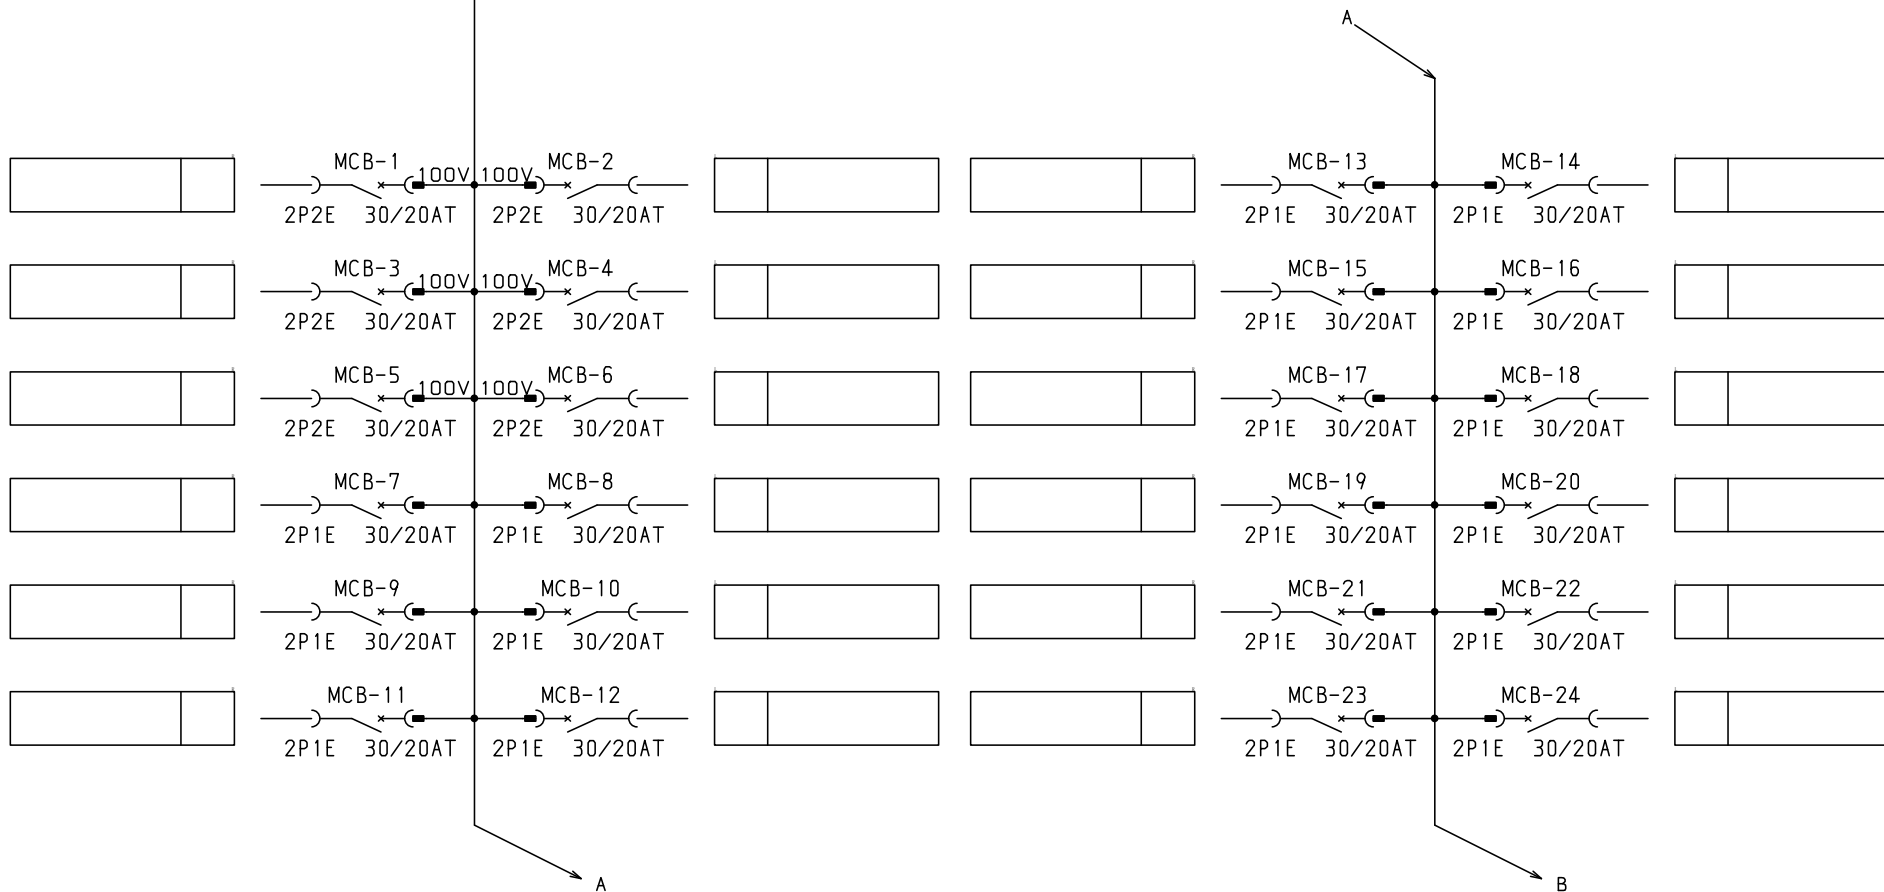 A
MCB-1 100V 100V MCB-2 MCB-13 MCB-14
2P2E 30/20AT 2P2E 30/20AT 2P1E 30/20AT 2P1E 30/20AT
MCB-3 100V 100V MCB-4 MCB-15 MCB-16
2P2E 30/20AT 2P2E 30/20AT 2P1E 30/20AT 2P1E 30/20AT
MCB-5 100V 100V MCB-6 MCB-17 MCB-18
2P2E 30/20AT 2P2E 30/20AT 2P1E 30/20AT 2P1E 30/20AT
MCB-7 MCB-8 MCB-19 MCB-20
2P1E 30/20AT 2P1E 30/20AT 2P1E 30/20AT 2P1E 30/20AT
MCB-9 MCB-10 MCB-21 MCB-22
2P1E 30/20AT 2P1E 30/20AT 2P1E 30/20AT 2P1E 30/20AT
MCB-11 MCB-12 MCB-23 MCB-24
2P1E 30/20AT 2P1E 30/20AT 2P1E 30/20AT 2P1E 30/20AT
A B